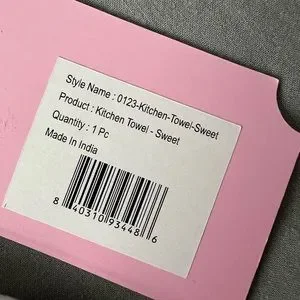 Style Name : 0123-Kitchen-Towel-Sweet
Product : Kitchen Towel - Sweet
Quantity : 1 Pc
Made In India
8 40310 93448 6